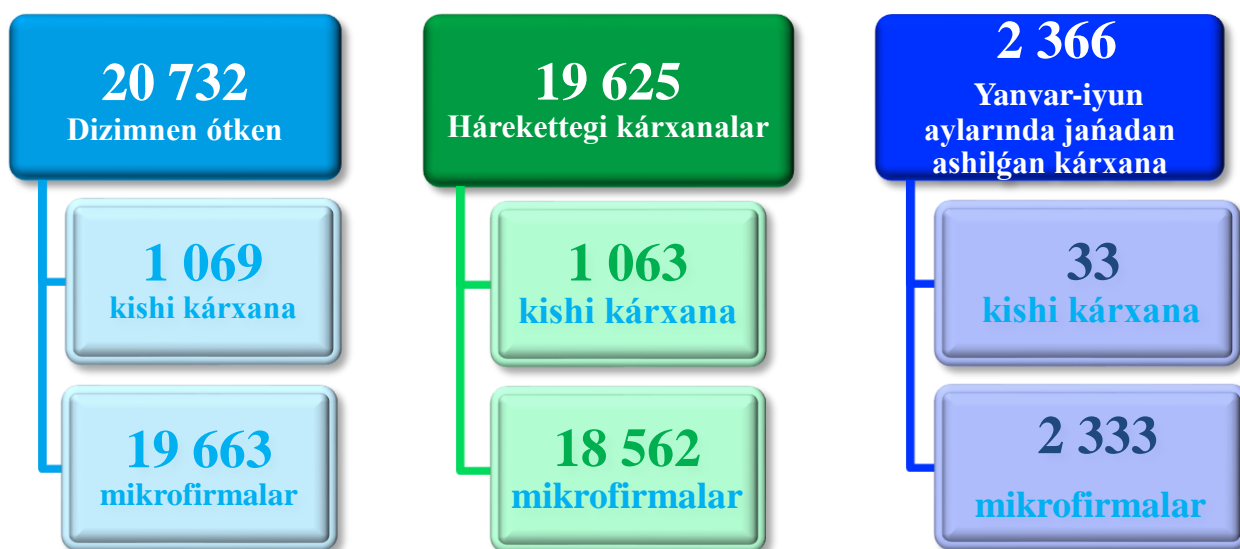 20 732
Dizimnen ótken
1 069
kishi kárxana
19 663
mikrofirmalar
19 625
Hárekettegi kárxanalar
1 063
kishi kárxana
18 562
mikrofirmalar
2 366
Yanvar-iyun
aylarında jańadan
ashilǵan kárxana
33
kishi kárxana
2 333
mikrofirmalar